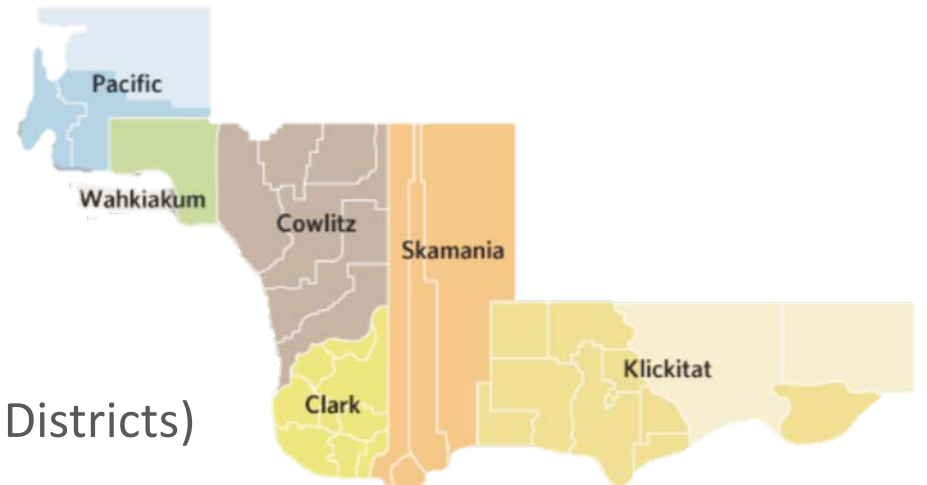 Pacific
Wahkiakum
Cowlitz
Skamania
Klickitat
Clark
Districts)